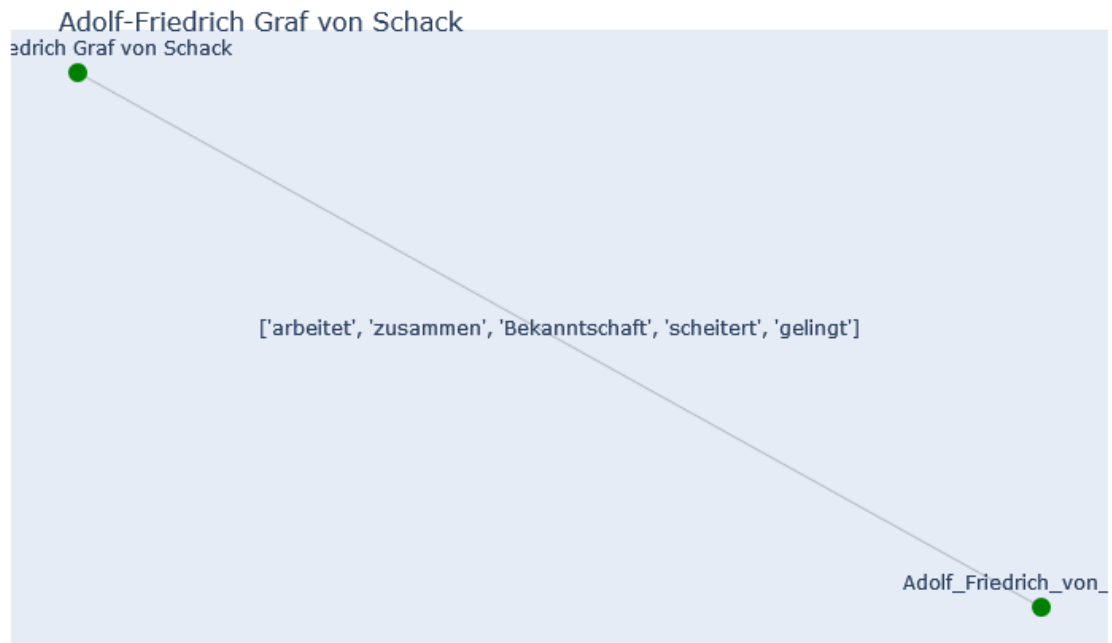 Adolf-Friedrich Graf von Schack
edrich Graf von Schack
['arbeitet', 'zusammen', 'Bekanntschaft', 'scheitert', 'gelingt']
Adolf_Friedrich_von_